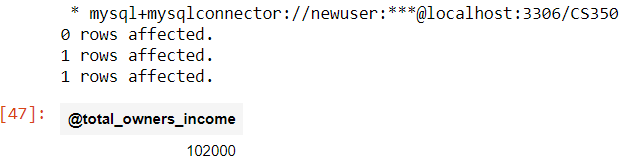 * mysql+mysqlconnector://newuser:***@localhost:3306/CS350
0 rows affected.
1 rows affected.
1 rows affected.
[47]:
@total_owners_income
102000